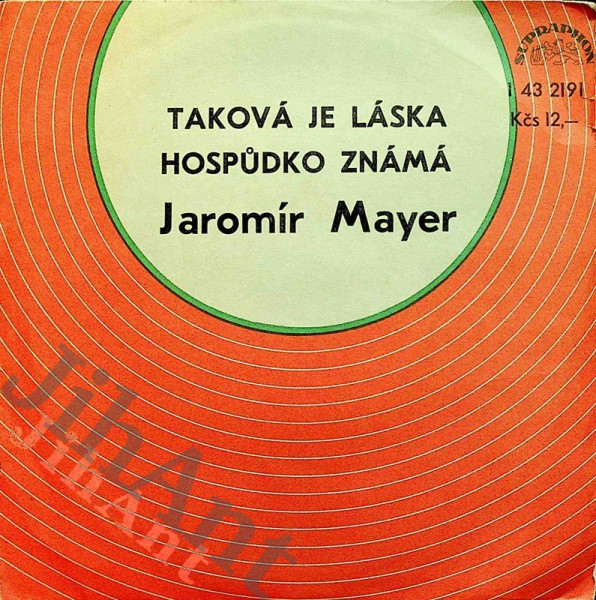 SUPRAPHON
1 43 2191
Kčs 12,—
TAKOVÁ JE LÁSKA
HOSPŮDKO ZNÁMÁ
Jaromír Mayer
JihAnt
JihAnt